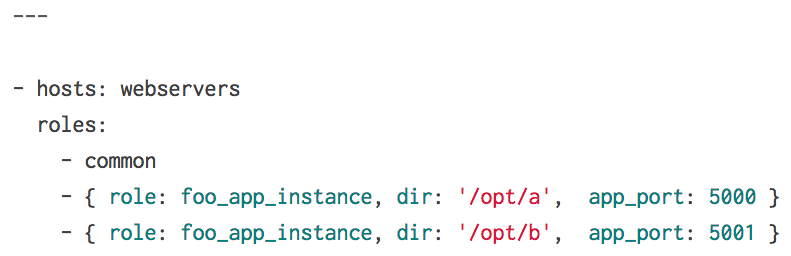 ---
- hosts: webservers
  roles:
    - common
    - { role: foo_app_instance, dir: '/opt/a',  app_port: 5000 }
    - { role: foo_app_instance, dir: '/opt/b',  app_port: 5001 }